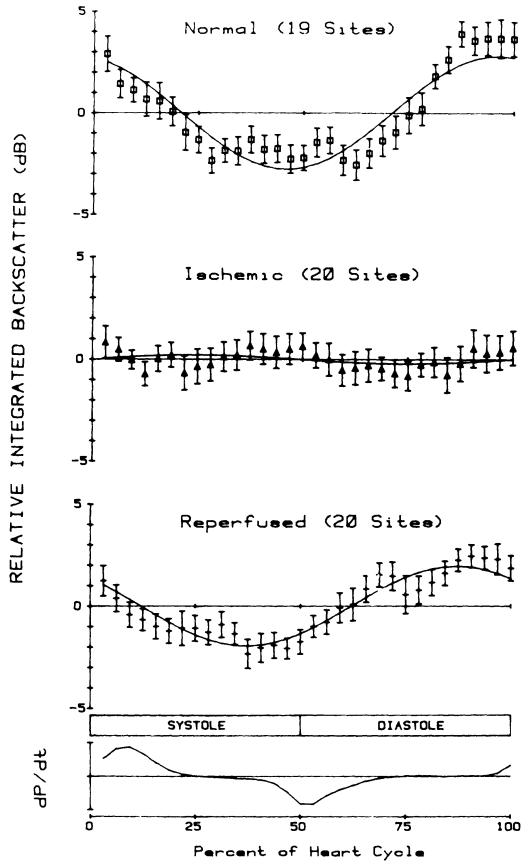 RELATIVE INTEGRATED BACKSCATTER (dB)
Normal (19 Sites)
5
0
-5
Ischemic (20 Sites)
5
0
-5
Reperfused (20 Sites)
5
0
-5
SYSTOLE DIASTOLE
dP/dt
0 25 50 75 100
Percent of Heart Cycle